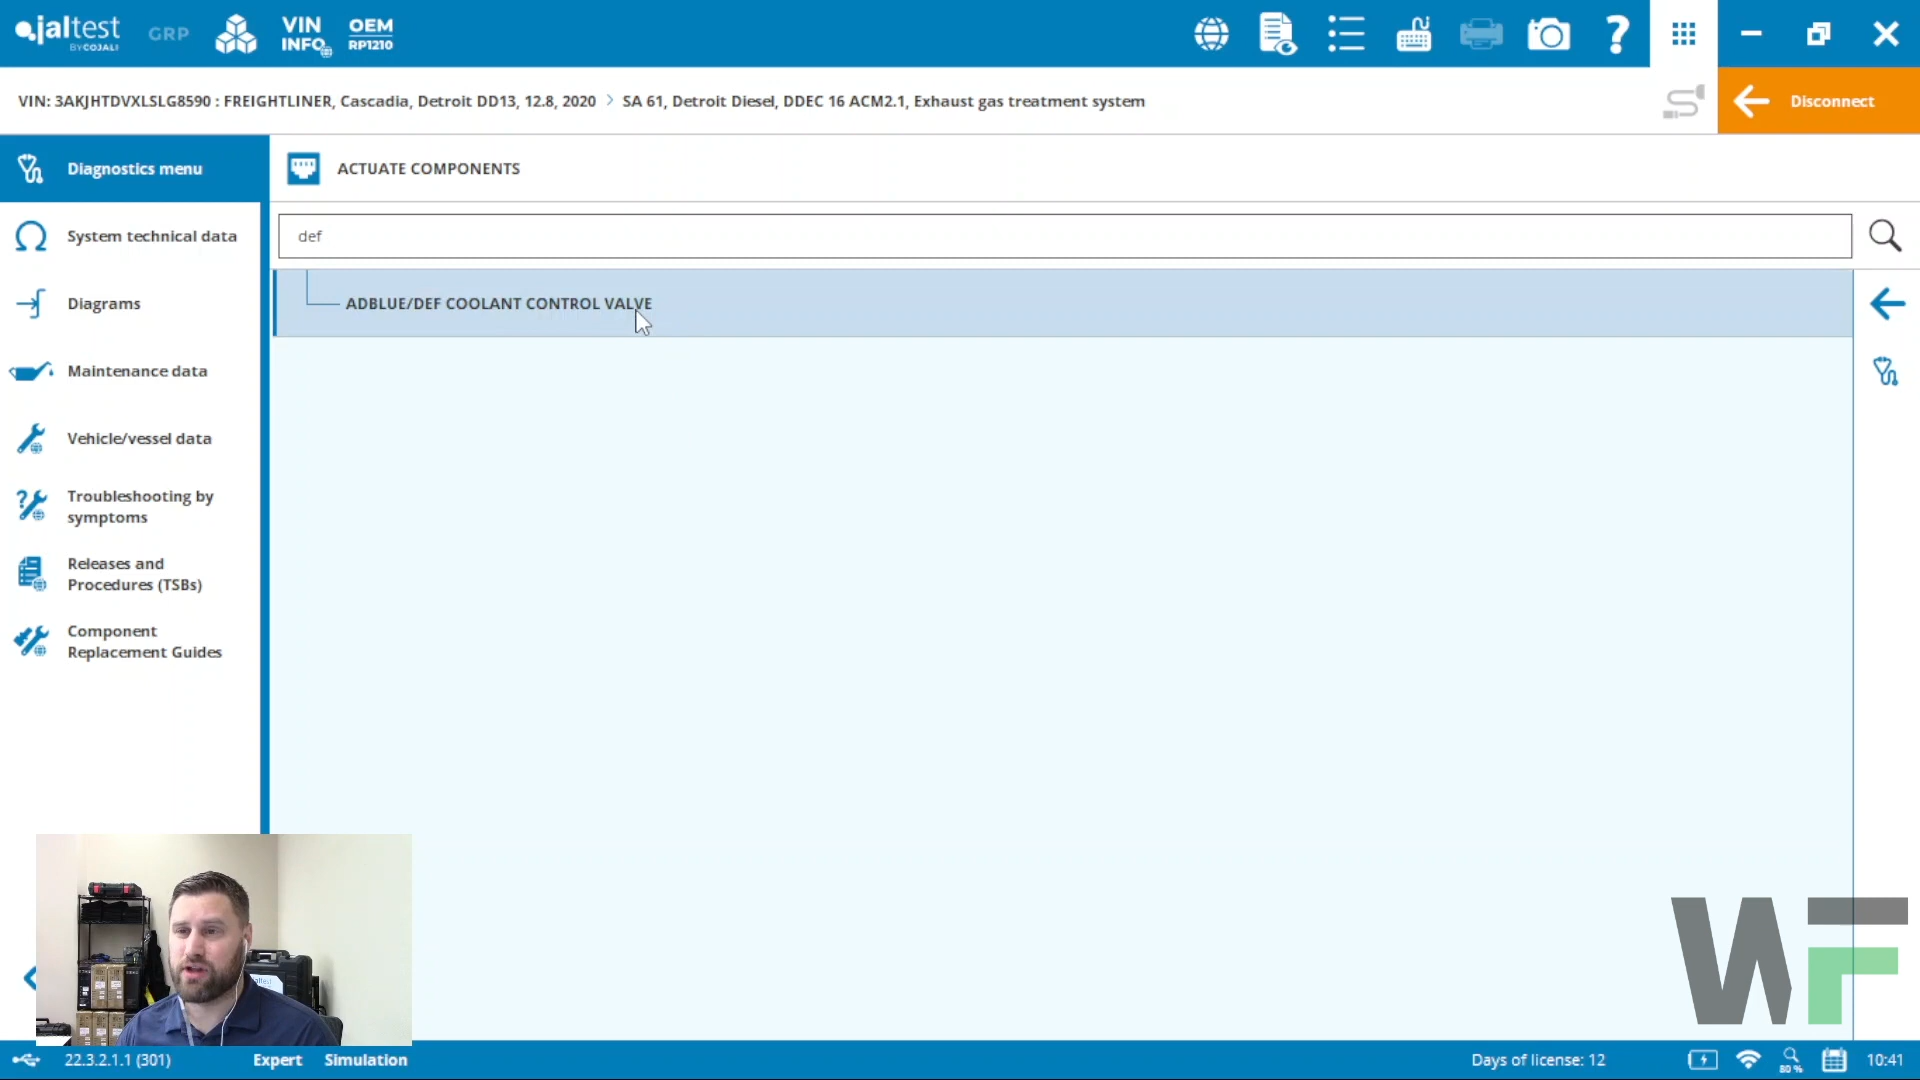 jaltest
BY COJALI
GRP
VIN
INFO
OEM
RP1210
VIN: 3AKJHTDVXLSLG8590 : FREIGHTLINER, Cascadia, Detroit DD13, 12.8, 2020 > SA 61, Detroit Diesel, DDEC 16 ACM2.1, Exhaust gas treatment system
Disconnect
Diagnostics menu
ACTUATE COMPONENTS
System technical data
def
Diagrams
ADBLUE/DEF COOLANT CONTROL VALVE
Maintenance data
Vehicle/vessel data
Troubleshooting by
symptoms
Releases and
Procedures (TSBs)
Component
Replacement Guides
WF
22.3.2.1.1 (301)
Expert
Simulation
Days of license: 12
80 %
10:41